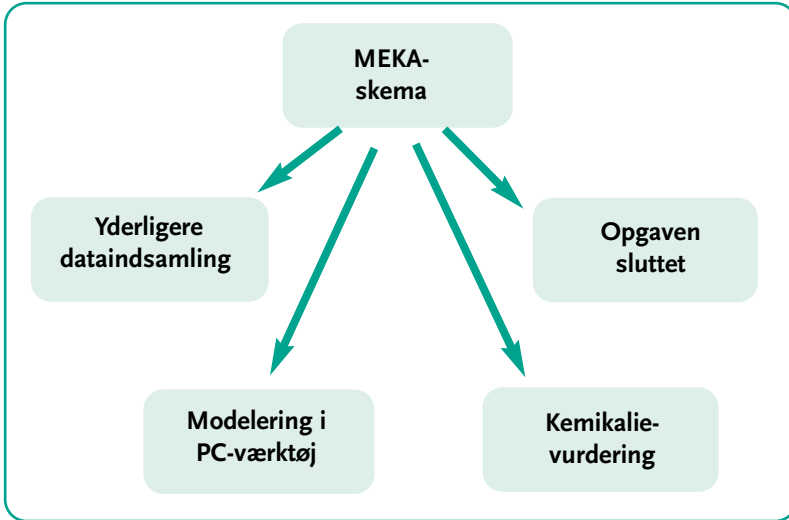 MEKA-
skema
Yderligere
dataindsamling
Opgaven
sluttet
Modelering i
PC-værktøj
Kemikalie-
vurdering